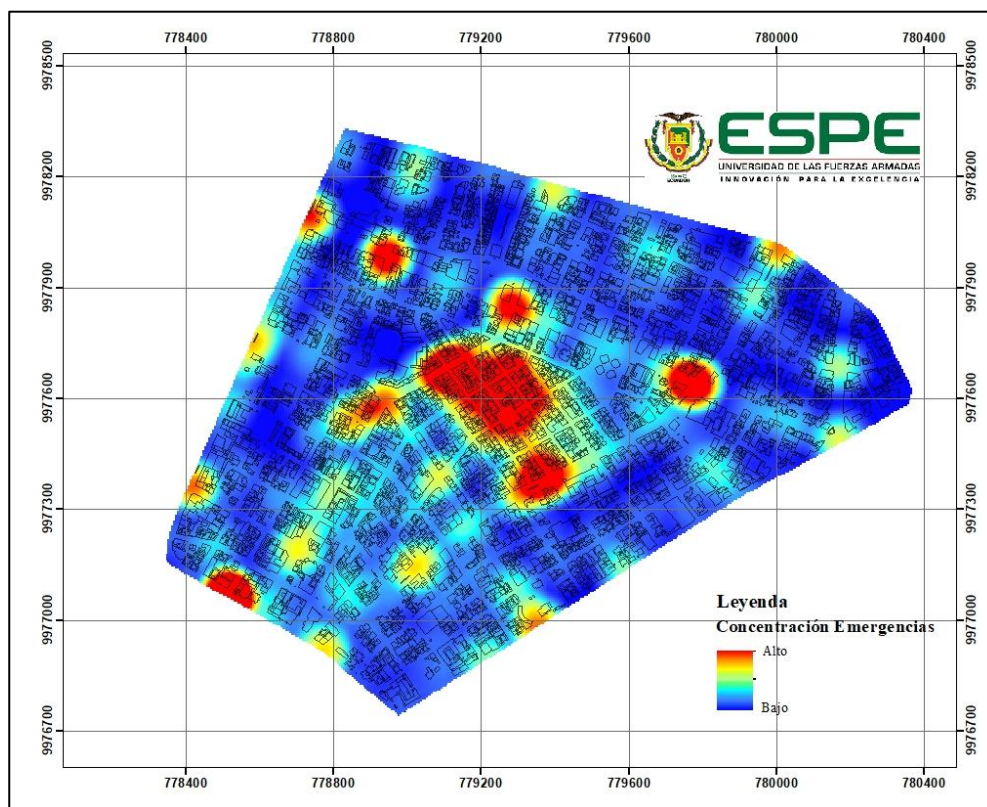 778400 778800 779200 779600 780000 780400
9978500 9978500
9978200 9978200
9977900 9977900
9977600 9977600
9977300 9977300
9977000 9977000
9976700 9976700
ESPE
UNIVERSIDAD DE LAS FUERZAS ARMADAS
INNOVACIÓN PARA LA EXCELENCIA
Leyenda
Concentración Emergencias
Alto
Bajo
778400 778800 779200 779600 780000 780400